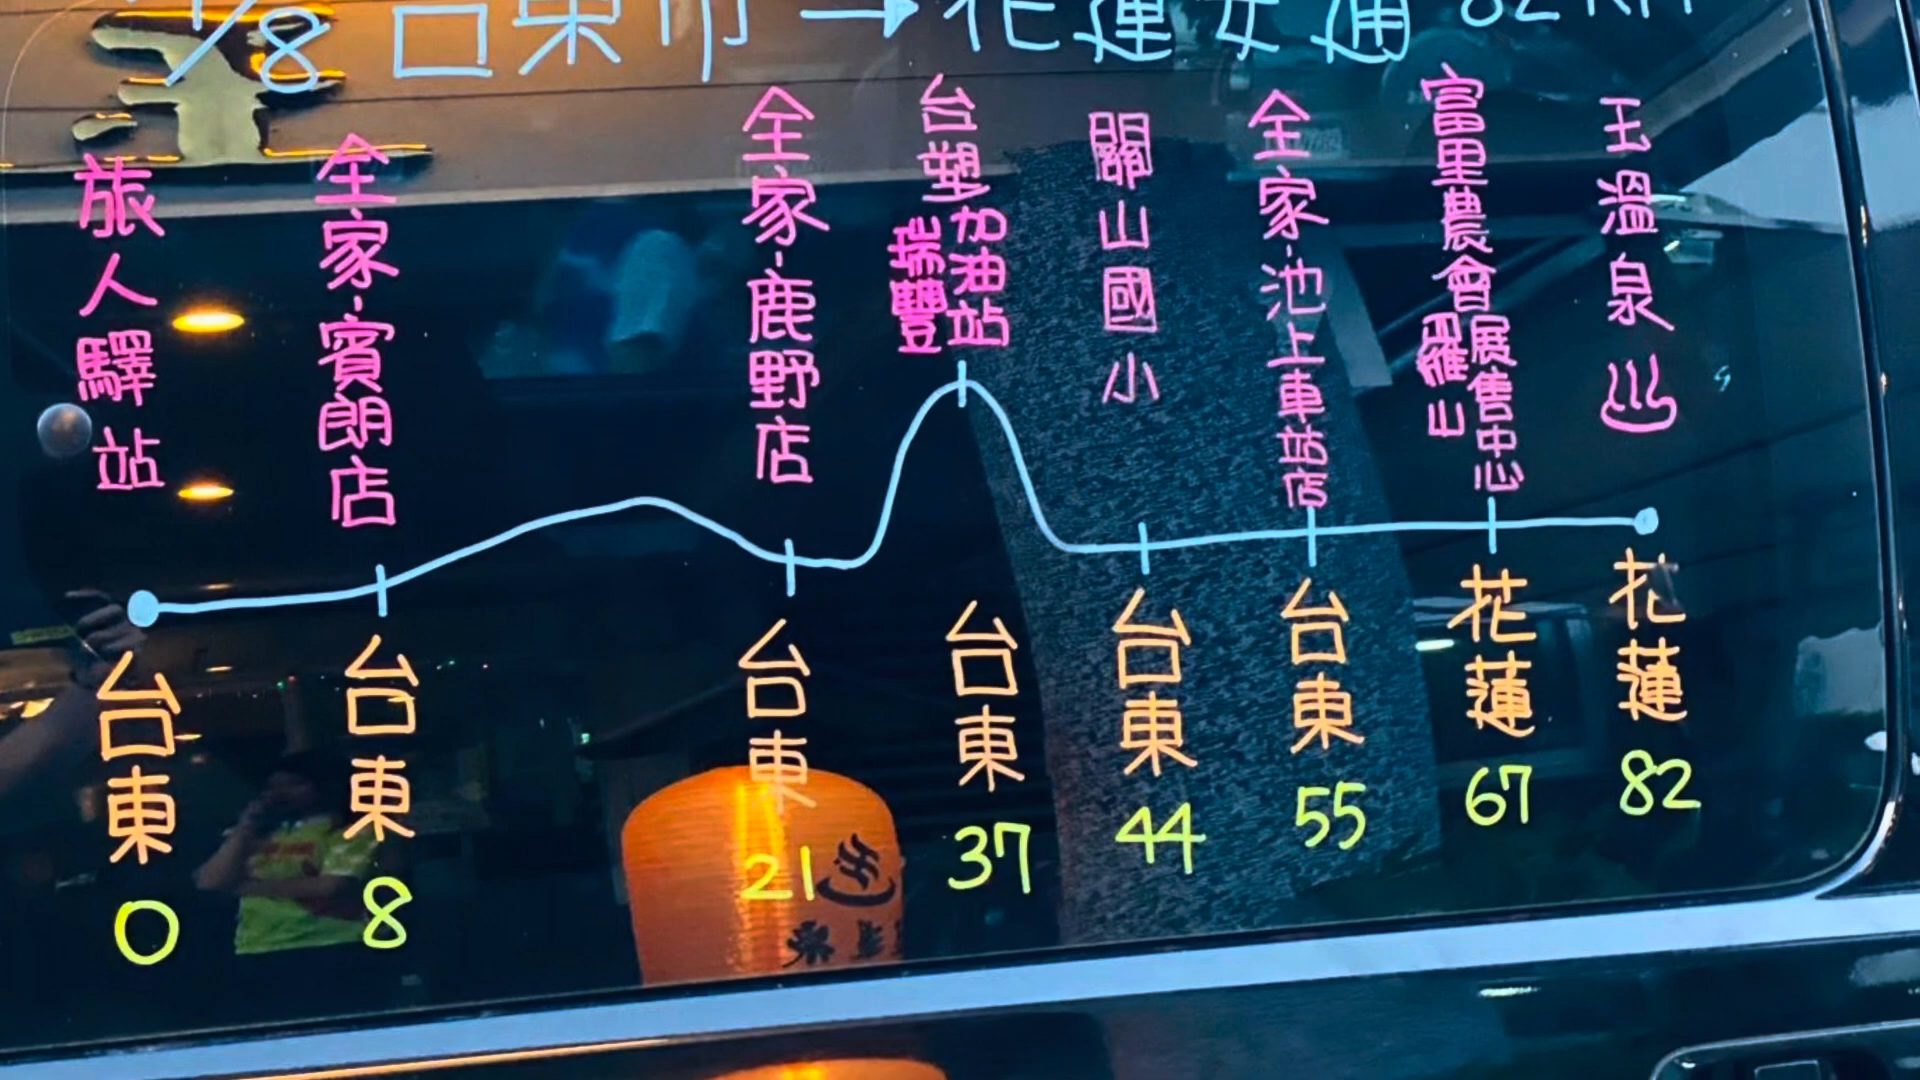 /8 台東市→花蓮安通 82KM
旅人驛站
全家-賓朗店
全家-鹿野店
台塑加油站
瑞豐
關山國小
全家-池上車站店
富里農會展售中心
羅山
玉溫泉♨
台東
台東
台東
台東
台東
台東
花蓮
花蓮
0
8
21
37
44
55
67
82